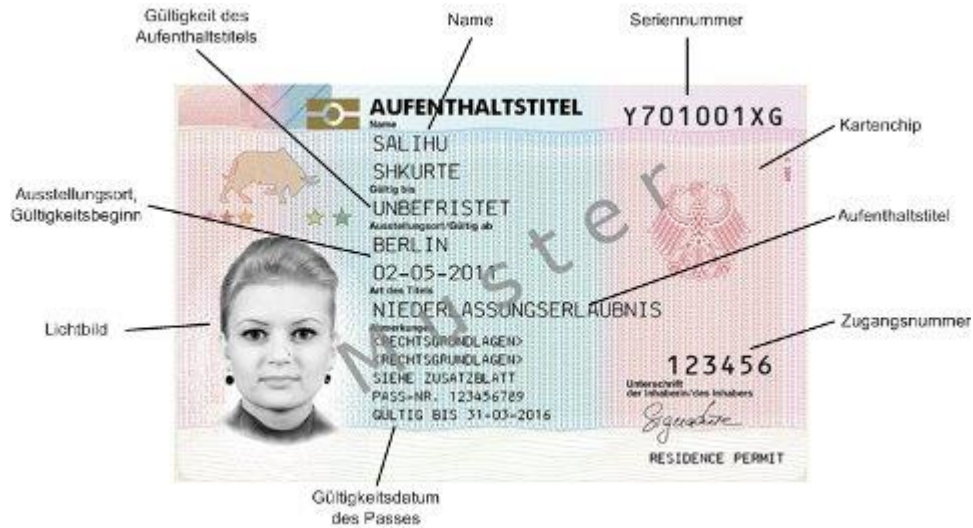 Gültigkeit des
Aufenthaltstitels
Name
Seriennummer
AUFENTHALTSTITEL
Y701001XG
Name
SALIHU
SHKURTE
Kartenchip
Gültig bis
UNBEFRISTET
Ausstellungsort,
Gültigkeitsbeginn
Ausstellungsort/Gültig ab
BERLIN
02-05-2011
Aufenthaltstitel
Art des Titels
NIEDERLASSUNGSERLAUBNIS
Lichtbild
Anmerkungen
<RECHTSGRUNDLAGEN>
<RECHTSGRUNDLAGEN>
SIEHE ZUSATZBLATT
PASS-NR. 123456789
GÜLTIG BIS 31-03-2016
Zugangsnummer
123456
Unterschrift
der Inhaberin/des Inhabers
Signature
RESIDENCE PERMIT
Muster
Gültigkeitsdatum
des Passes